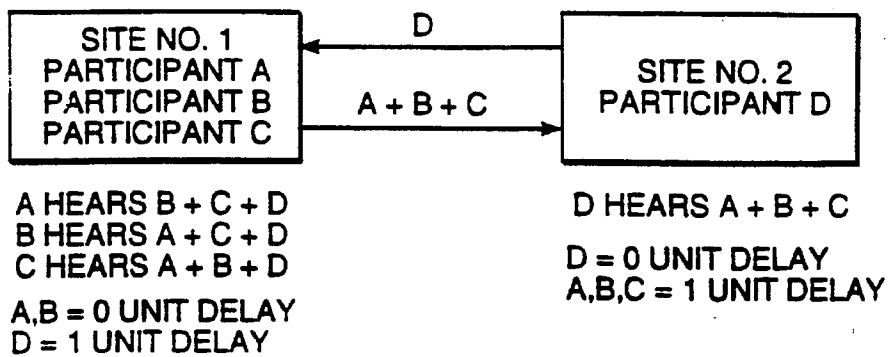 SITE NO. 1
PARTICIPANT A
PARTICIPANT B
PARTICIPANT C
D
A + B + C
SITE NO. 2
PARTICIPANT D
A HEARS B + C + D
B HEARS A + C + D
C HEARS A + B + D
A,B = 0 UNIT DELAY
D = 1 UNIT DELAY
D HEARS A + B + C
D = 0 UNIT DELAY
A,B,C = 1 UNIT DELAY